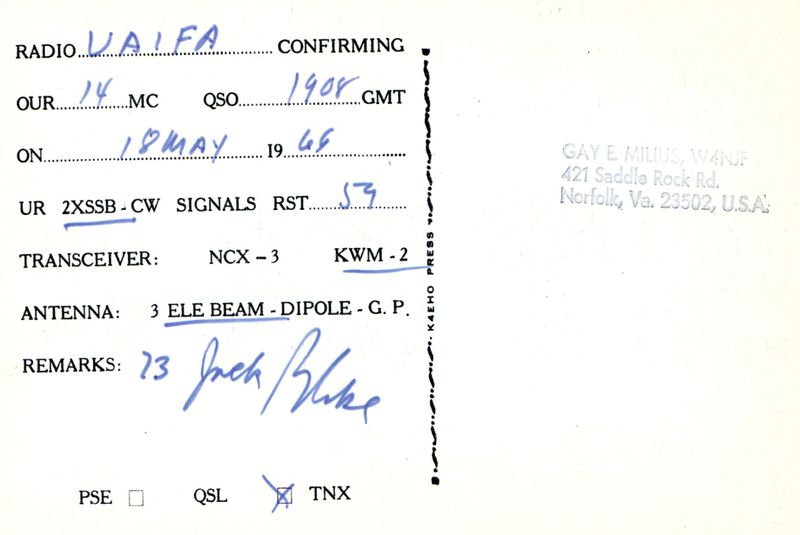 RADIO UA1FA CONFIRMING
OUR 14 MC QSO 1908 GMT
ON 18 MAY 1966
UR 2XSSB - CW SIGNALS RST 59
TRANSCEIVER: NCX - 3 KWM - 2
ANTENNA: 3 ELE BEAM - DIPOLE - G. P.
REMARKS: 73 Jack Blake
PSE QSL TNX
K4EHO PRESS
GAY E. MILIUS, W4NJF
421 Saddle Rock Rd.
Norfolk, Va. 23502, U.S.A.